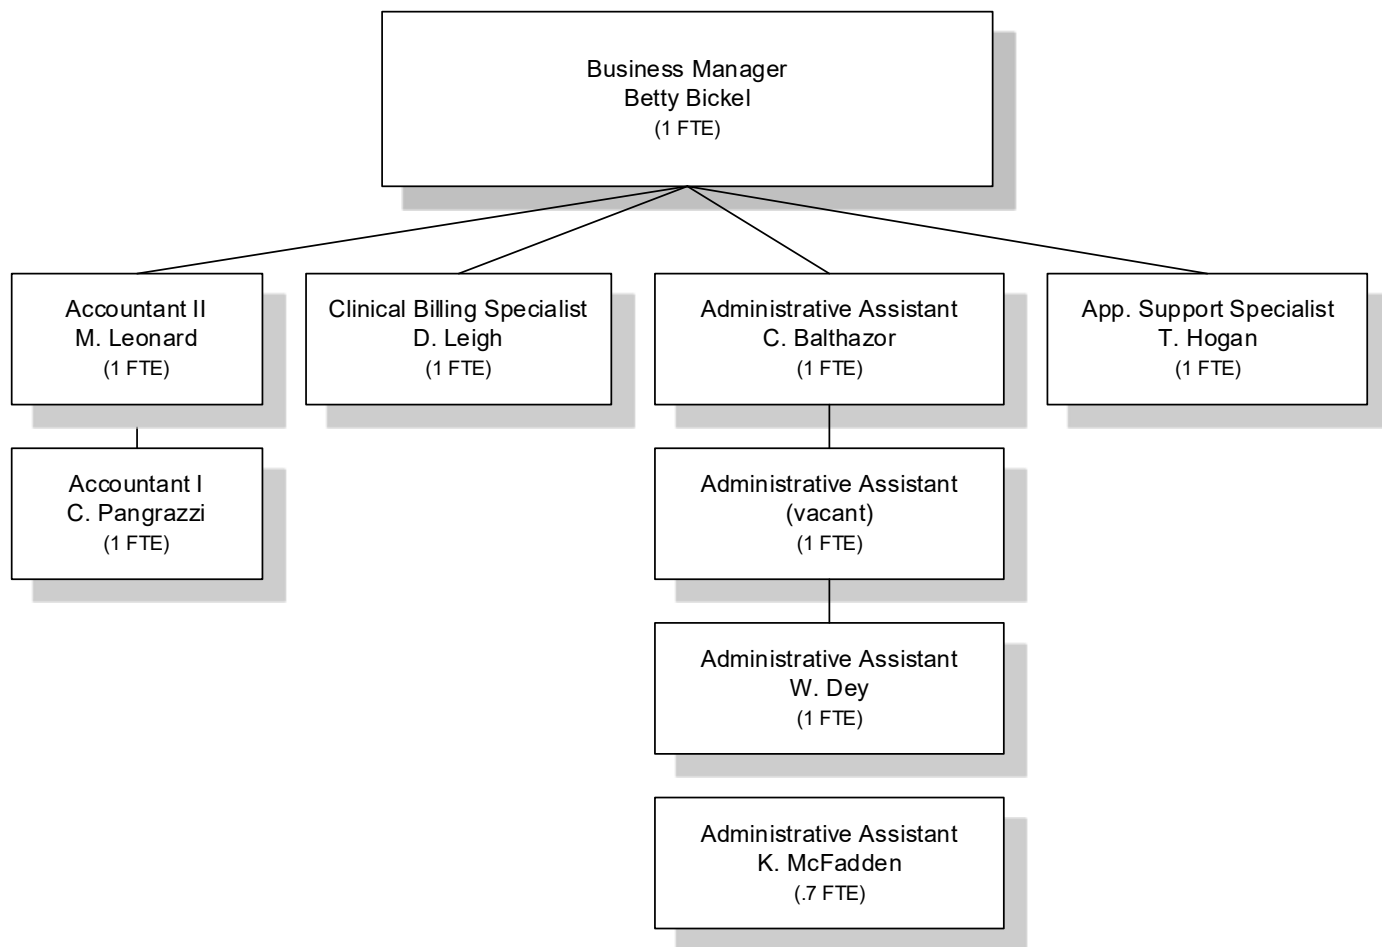 Business Manager
Betty Bickel
(1 FTE)
Accountant II
M. Leonard
(1 FTE)
Clinical Billing Specialist
D. Leigh
(1 FTE)
Administrative Assistant
C. Balthazor
(1 FTE)
App. Support Specialist
T. Hogan
(1 FTE)
Accountant I
C. Pangrazzi
(1 FTE)
Administrative Assistant
(vacant)
(1 FTE)
Administrative Assistant
W. Dey
(1 FTE)
Administrative Assistant
K. McFadden
(.7 FTE)